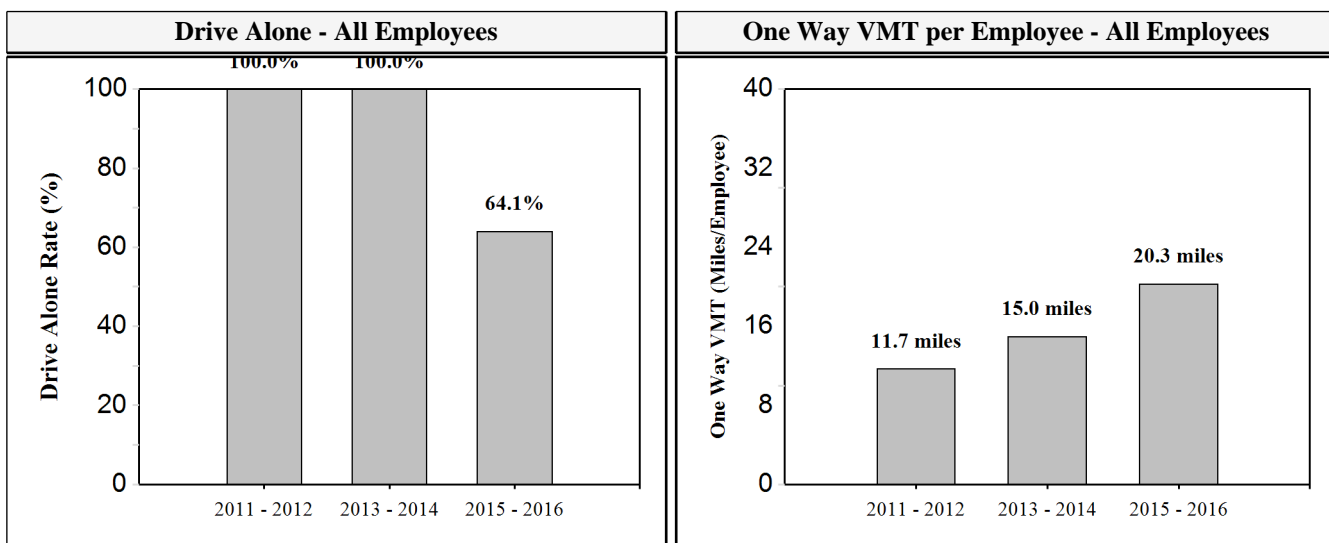 Drive Alone - All Employees
100.0% 100.0%
100
80
60
40
20
0
Drive Alone Rate (%)
64.1%
2011 - 2012 2013 - 2014 2015 - 2016
One Way VMT per Employee - All Employees
40
32
24
16
8
0
One Way VMT (Miles/Employee)
11.7 miles
15.0 miles
20.3 miles
2011 - 2012 2013 - 2014 2015 - 2016